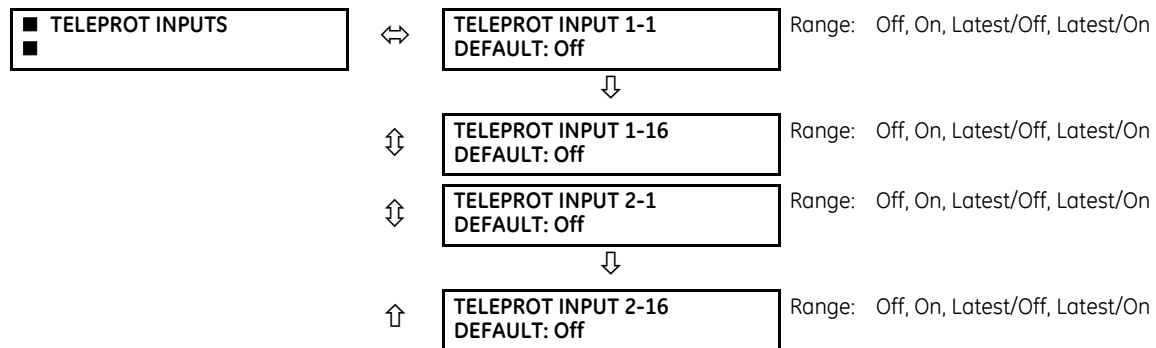 ■ TELEPROT INPUTS
■
TELEPROT INPUT 1-1
DEFAULT: Off
Range: Off, On, Latest/Off, Latest/On
TELEPROT INPUT 1-16
DEFAULT: Off
Range: Off, On, Latest/Off, Latest/On
TELEPROT INPUT 2-1
DEFAULT: Off
Range: Off, On, Latest/Off, Latest/On
TELEPROT INPUT 2-16
DEFAULT: Off
Range: Off, On, Latest/Off, Latest/On